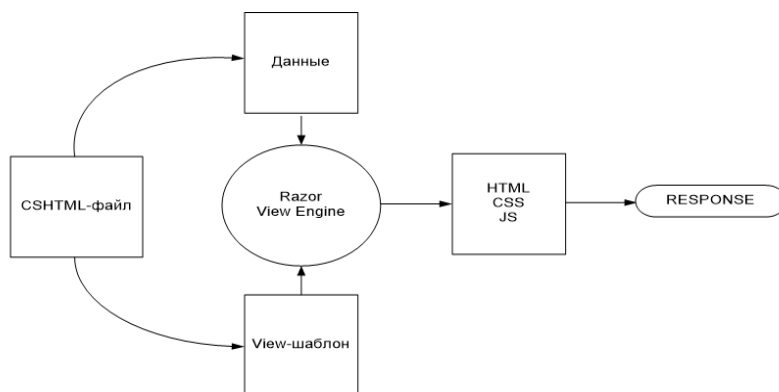 Данные
CSHTML-файл
Razor
View Engine
HTML
CSS
JS
RESPONSE
View-шаблон